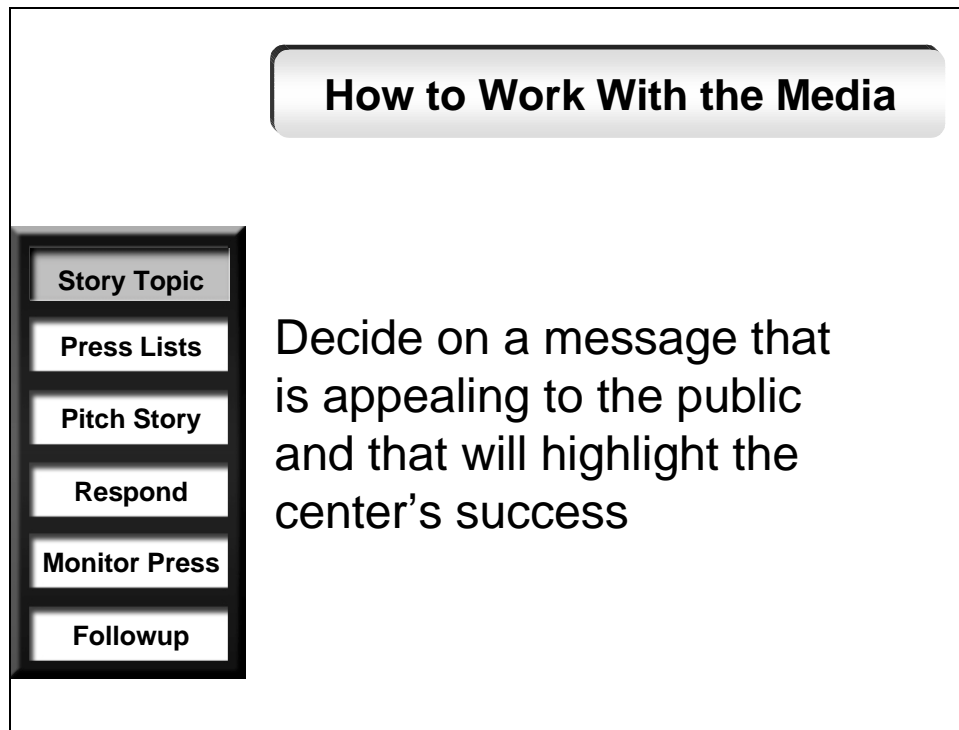 How to Work With the Media
Story Topic
Press Lists
Pitch Story
Respond
Monitor Press
Followup
Decide on a message that
is appealing to the public
and that will highlight the
center’s success